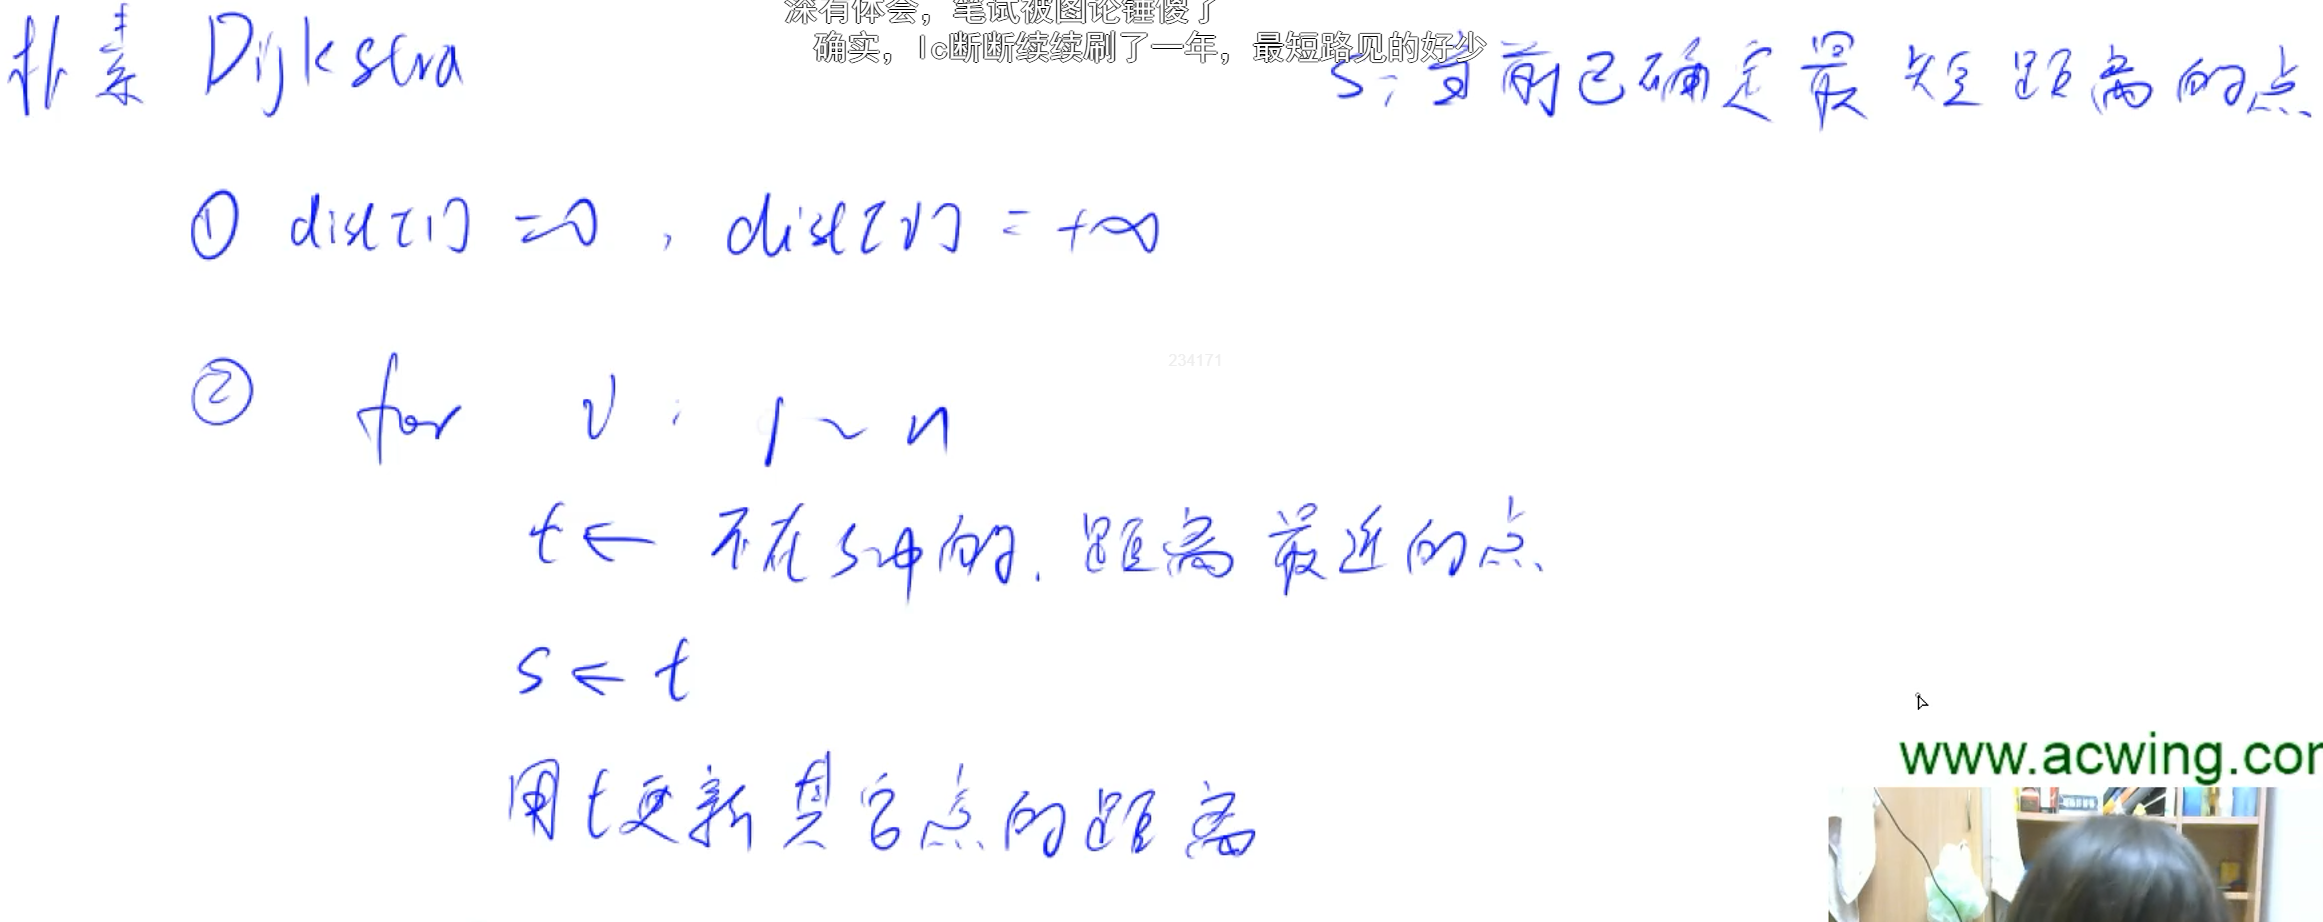 深有体会，笔试被图论锤傻了
确实，lc断断续续刷了一年，最短路见的好少
朴素 Dijkstra
s: 当前已确定最短距离的点
① dist[1] = 0, dist[i] = +∞
234171
② for i : 1 ~ n
t ← 不在s中的, 距离最近的点
s ← t
www.acwing.com
用t更新其它点的距离